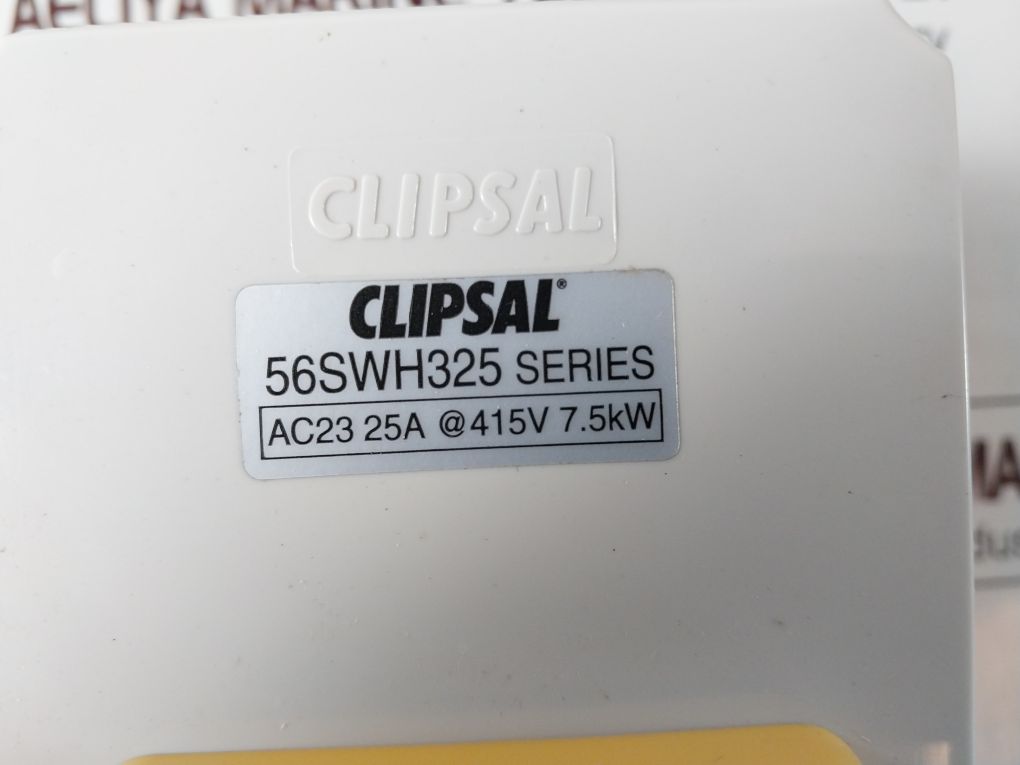 CLIPSAL
CLIPSAL®
56SWH325 SERIES
AC23 25A @415V 7.5kW